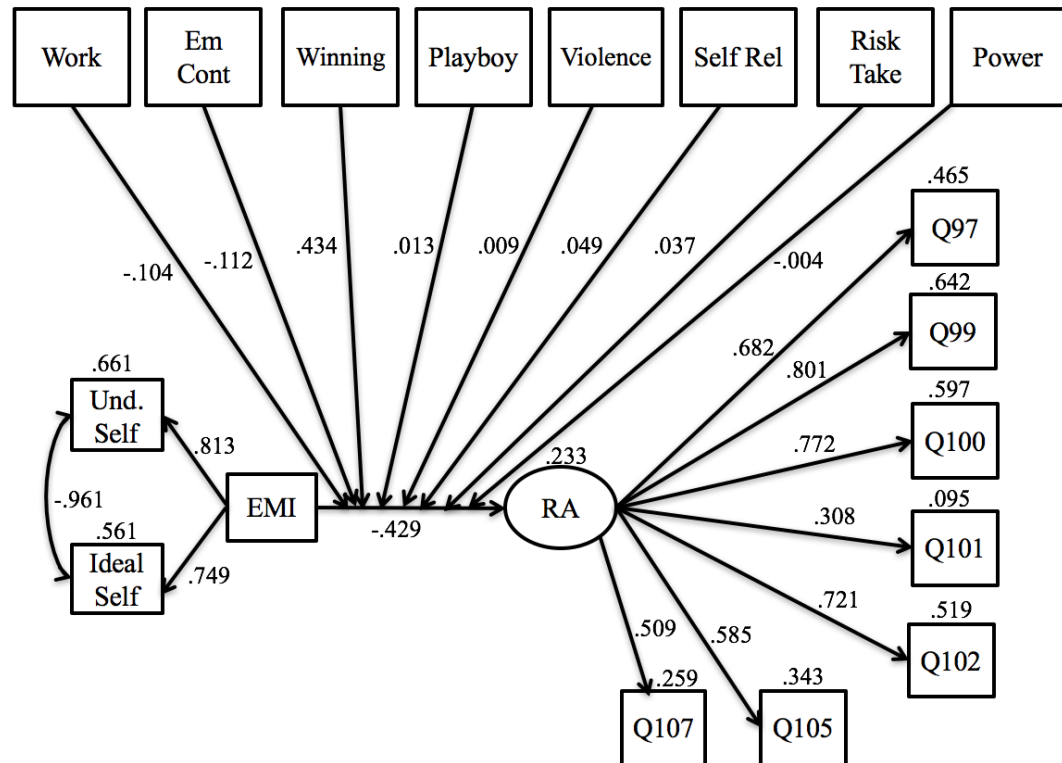 Work
Em
Cont
Winning
Playboy
Violence
Self Rel
Risk
Take
Power
-.104
-.112
.434
.013
.009
.049
.037
-.004
.465
Q97
.642
Q99
.682
.801
.597
Q100
.772
.661
Und.
Self
.813
-.961
.561
Ideal
Self
.749
EMI
-.429
.233
RA
.308
.095
Q101
.721
.519
Q102
.509
.585
.259
Q107
.343
Q105